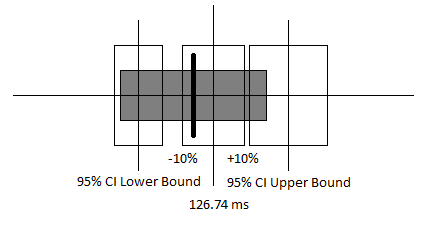 -10% +10%
95% CI Lower Bound 95% CI Upper Bound
126.74 ms